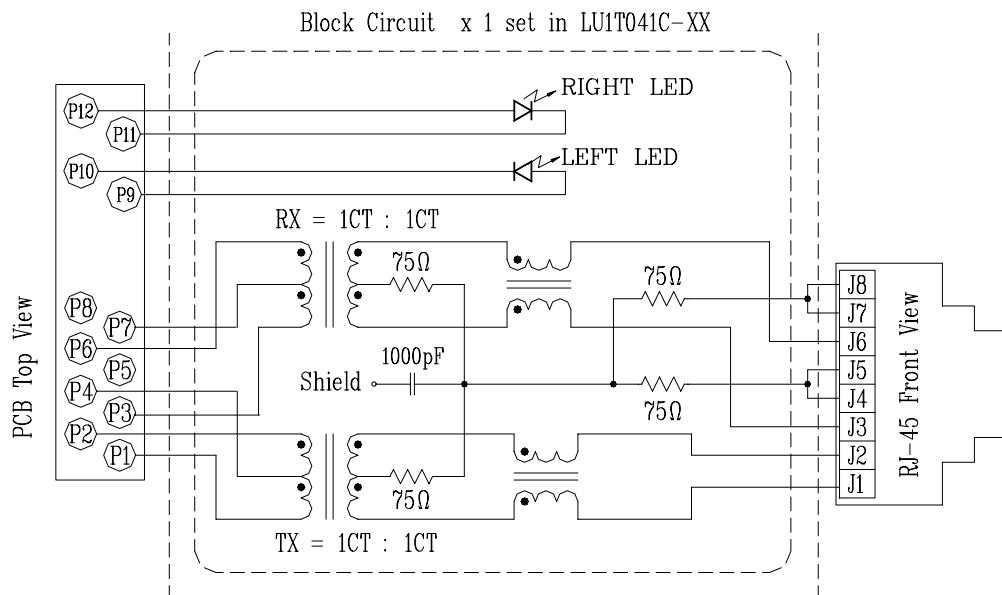 Block Circuit x 1 set in LU1T041C-XX
RIGHT LED
P12
P11
LEFT LED
P10
P9
RX = 1CT : 1CT
75Ω
75Ω
P8
P7
P6
P5
P4
P3
P2
P1
PCB Top View
1000pF
Shield
75Ω
75Ω
TX = 1CT : 1CT
J8
J7
J6
J5
J4
J3
J2
J1
RJ-45 Front View